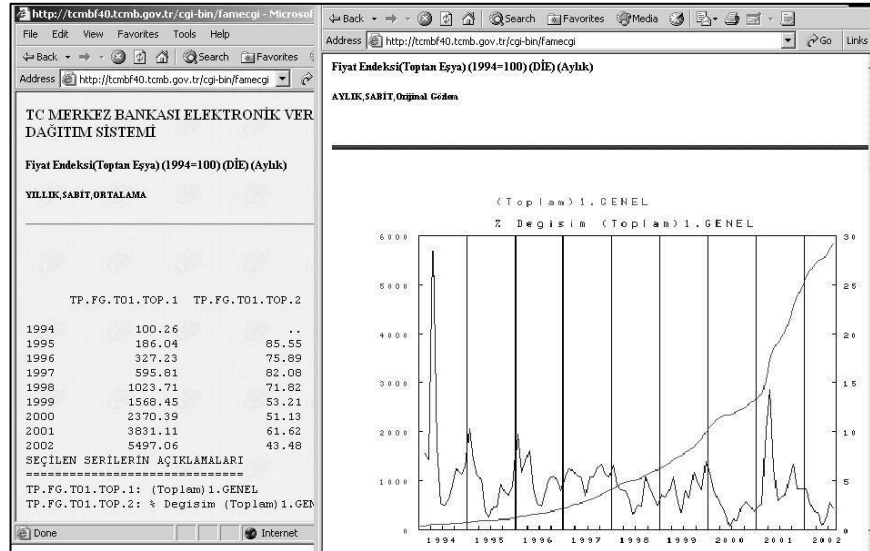 http://tcmbf40.tcmb.gov.tr/cgi-bin/famecgi - Microsof
File Edit View Favorites Tools Help
Back Search Favorites
Address http://tcmbf40.tcmb.gov.tr/cgi-bin/famecgi
TC MERKEZ BANKASI ELEKTRONİK VER
DAĞITIM SİSTEMİ
Fiyat Endeksi(Toptan Eşya) (1994=100) (DİE) (Aylık)
YILLIK,SABİT,ORTALAMA
TP.FG.T01.TOP.1 TP.FG.T01.TOP.2
1994 100.26 ..
1995 186.04 85.55
1996 327.23 75.89
1997 595.81 82.08
1998 1023.71 71.82
1999 1568.45 53.21
2000 2370.39 51.13
2001 3831.11 61.62
2002 5497.06 43.48
SEÇİLEN SERİLERİN AÇIKLAMALARI
==========================
TP.FG.T01.TOP.1: (Toplam)1.GENEL
TP.FG.T01.TOP.2: % Degisim (Toplam)1.GEN
Done Internet
Back Search Favorites Media
Address http://tcmbf40.tcmb.gov.tr/cgi-bin/famecgi Go Links
Fiyat Endeksi(Toptan Eşya) (1994=100) (DİE) (Aylık)
AYLIK,SABİT,Orijinal Gözlem
(Toplam)1.GENEL
% Degisim (Toplam)1.GENEL
6000 30
5000 25
4000 20
3000 15
2000 10
1000 5
0 0
1994 1995 1996 1997 1998 1999 2000 2001 2002